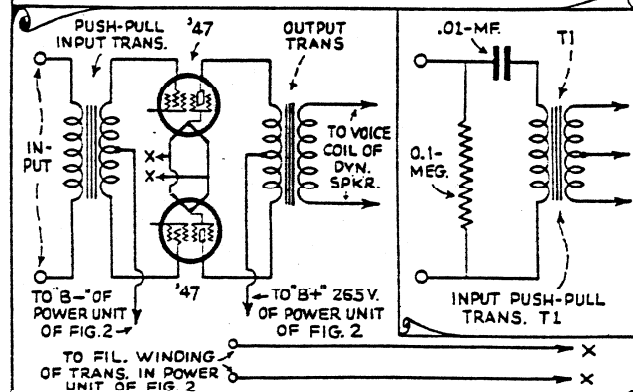 PUSH-PULL
INPUT TRANS.
'47
OUTPUT
TRANS
IN-
PUT
X
X
TO VOICE
COIL OF
DYN.
SPKR.
'47
TO "B-" OF
POWER UNIT
OF FIG.2
TO "B+" 265 V.
OF POWER UNIT
OF FIG. 2
.01-MF.
T1
0.1-
MEG.
INPUT PUSH-PULL
TRANS. T1
TO FIL. WINDING
OF TRANS. IN POWER
UNIT OF FIG. 2
X
X